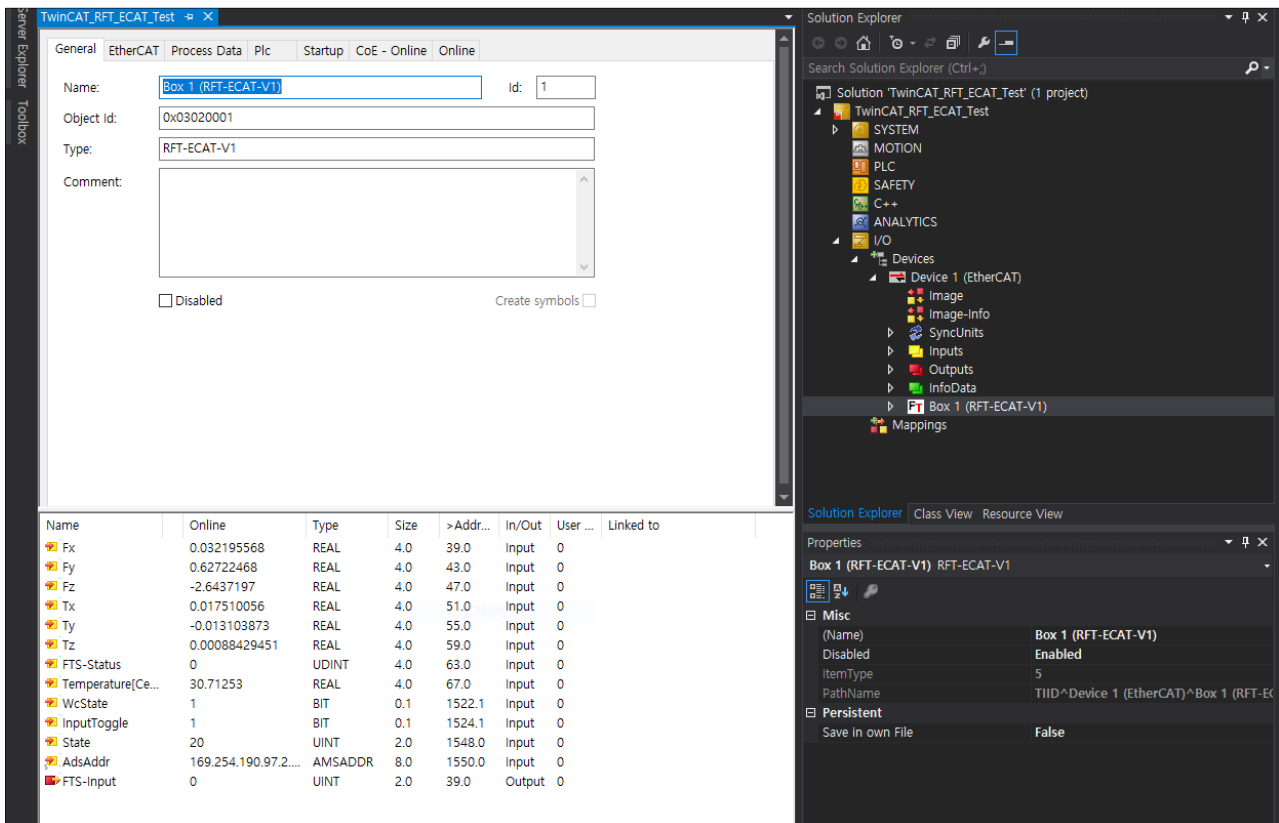 Server Explorer
Toolbox
TwinCAT_RFT_ECAT_Test
General EtherCAT Process Data Plc Startup CoE - Online Online
Name: Box 1 (RFT-ECAT-V1) Id: 1
Object Id: 0x03020001
Type: RFT-ECAT-V1
Comment:
Disabled Create symbols
Name Online Type Size >Addr... In/Out User ... Linked to
Fx 0.032195568 REAL 4.0 39.0 Input 0
Fy 0.62722468 REAL 4.0 43.0 Input 0
Fz -2.6437197 REAL 4.0 47.0 Input 0
Tx 0.017510056 REAL 4.0 51.0 Input 0
Ty -0.013103873 REAL 4.0 55.0 Input 0
Tz 0.00088429451 REAL 4.0 59.0 Input 0
FTS-Status 0 UDINT 4.0 63.0 Input 0
Temperature[Ce... 30.71253 REAL 4.0 67.0 Input 0
WcState 1 BIT 0.1 1522.1 Input 0
InputToggle 1 BIT 0.1 1524.1 Input 0
State 20 UINT 2.0 1548.0 Input 0
AdsAddr 169.254.190.97.2.... AMSADDR 8.0 1550.0 Input 0
FTS-Input 0 UINT 2.0 39.0 Output 0
Solution Explorer
Search Solution Explorer (Ctrl+;)
Solution 'TwinCAT_RFT_ECAT_Test' (1 project)
TwinCAT_RFT_ECAT_Test
SYSTEM
MOTION
PLC
SAFETY
C++
ANALYTICS
I/O
Devices
Device 1 (EtherCAT)
Image
Image-Info
SyncUnits
Inputs
Outputs
InfoData
Box 1 (RFT-ECAT-V1)
Mappings
Solution Explorer Class View Resource View
Properties
Box 1 (RFT-ECAT-V1) RFT-ECAT-V1
Misc
(Name) Box 1 (RFT-ECAT-V1)
Disabled Enabled
ItemType 5
PathName TIID^Device 1 (EtherCAT)^Box 1 (RFT-EC
Persistent
Save in own File False